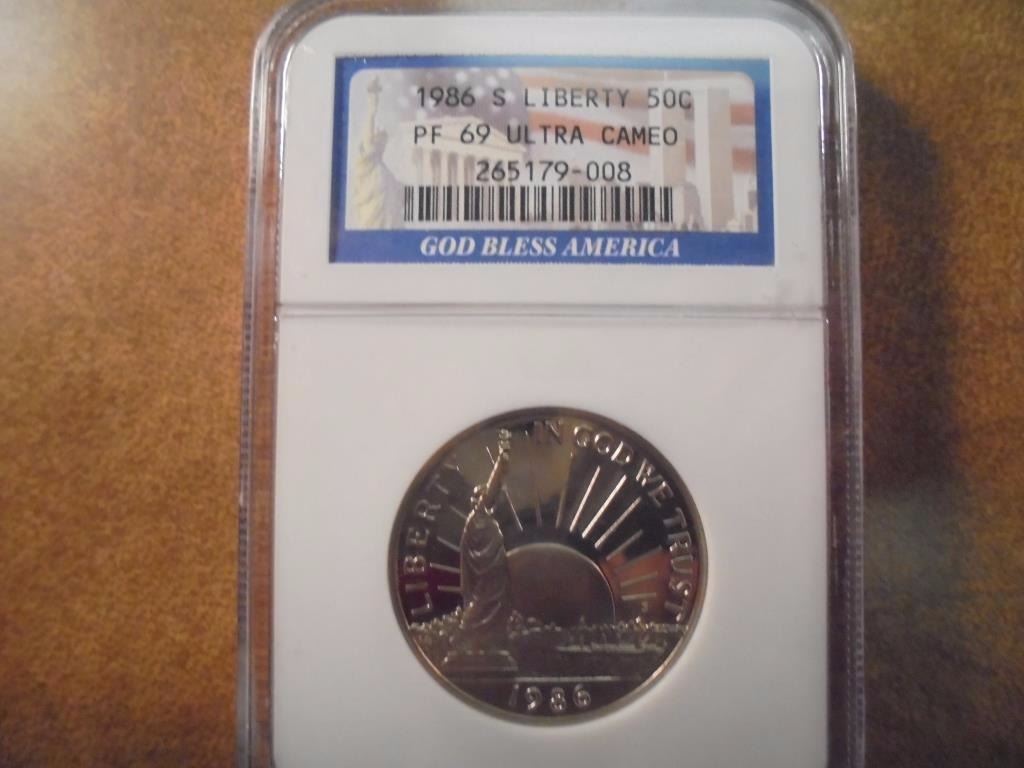 1986 S LIBERTY 50C
PF 69 ULTRA CAMEO
265179-008
GOD BLESS AMERICA
LIBERTY
IN GOD WE TRUST
1986